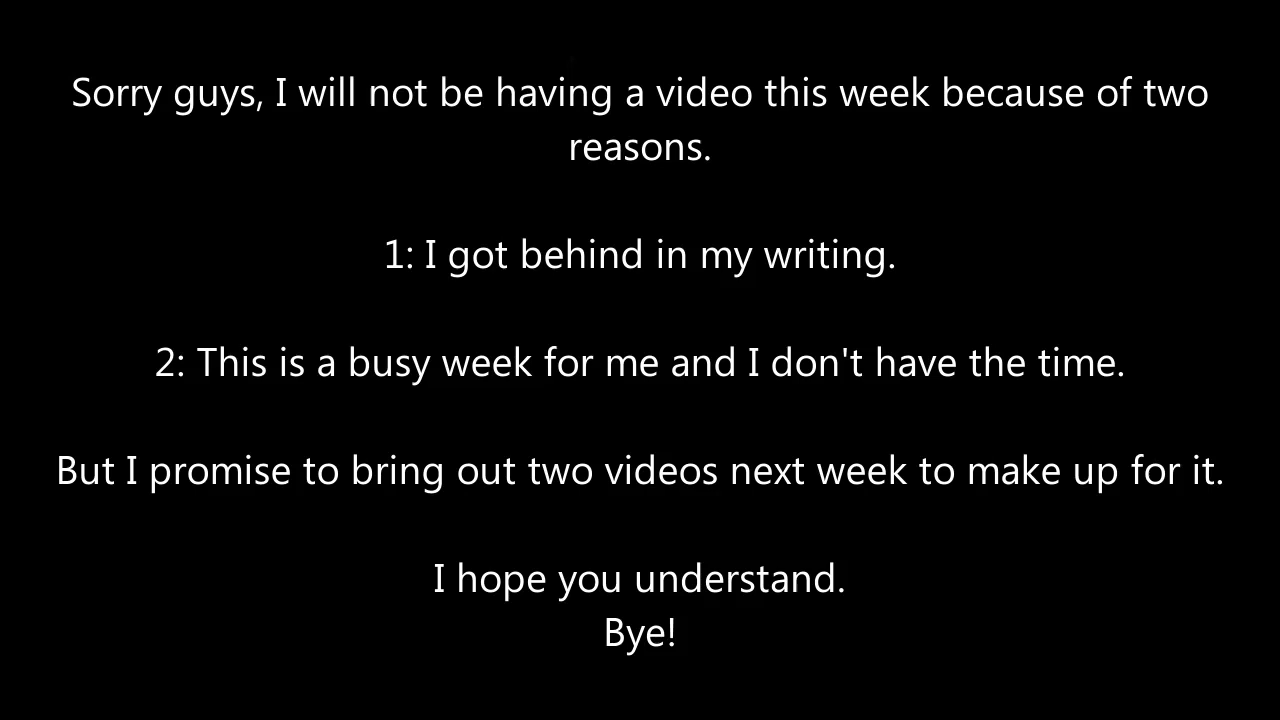 Sorry guys, I will not be having a video this week because of two
reasons.
1: I got behind in my writing.
2: This is a busy week for me and I don't have the time.
But I promise to bring out two videos next week to make up for it.
I hope you understand.
Bye!